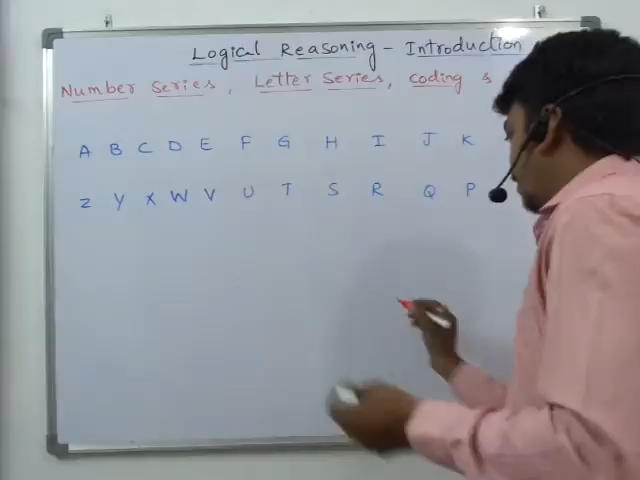 Logical Reasoning - Introduction
Number Series, Letter Series, coding &
A B C D E F G H I J K
Z Y X W V U T S R Q P